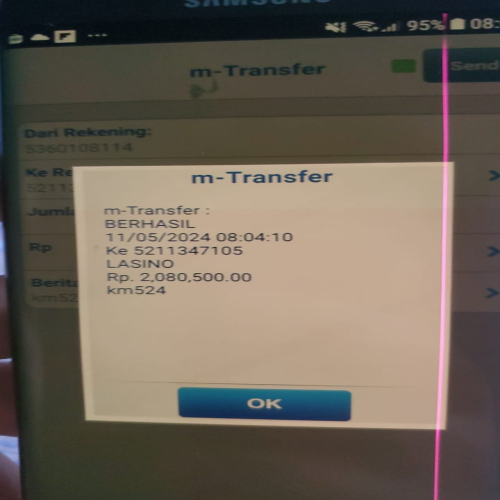 SAMSUNG
95% 08:
m-Transfer
Send
Dari Rekening:
5360108114
Ke Re
5211
Jumla
Rp
Berita
km52
m-Transfer
m-Transfer :
BERHASIL
11/05/2024 08:04:10
Ke 5211347105
LASINO
Rp. 2,080,500.00
km524
OK